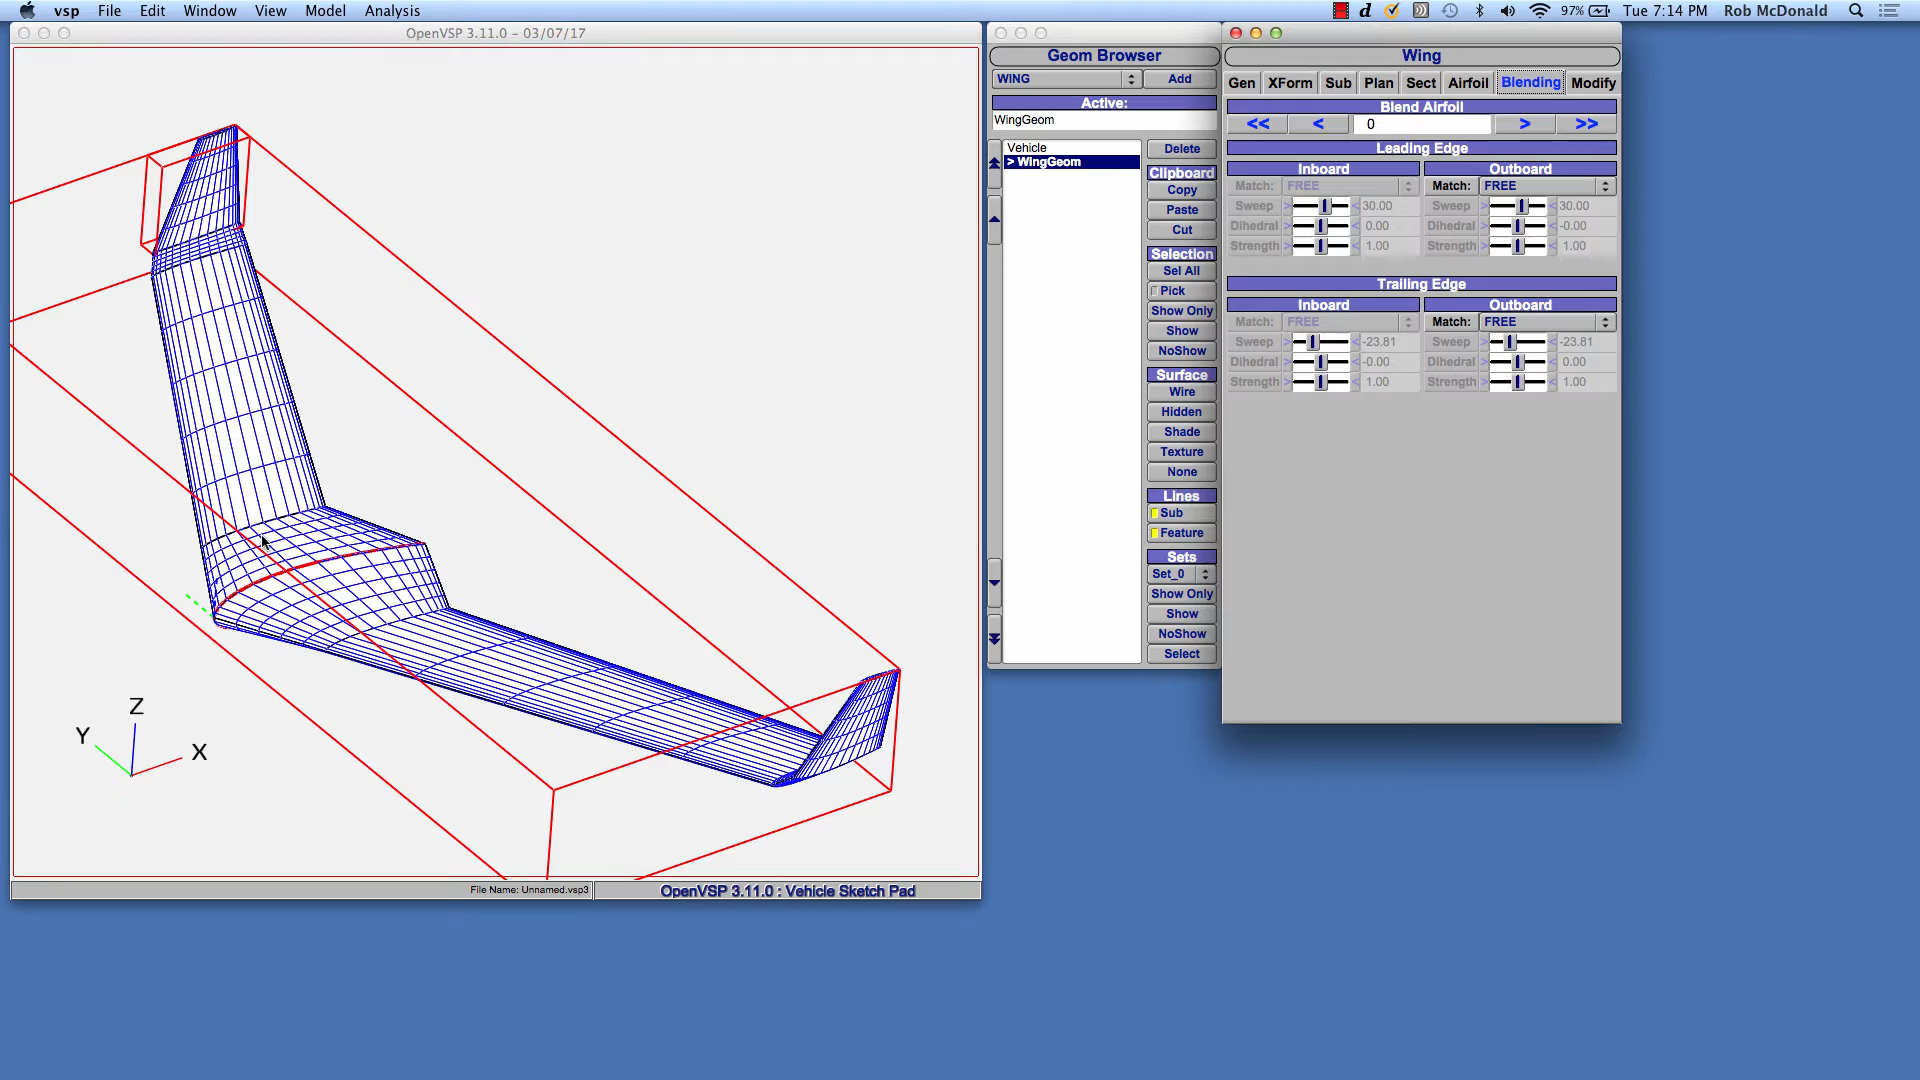 vsp File Edit Window View Model Analysis
97% Tue 7:14 PM Rob McDonald
OpenVSP 3.11.0 - 03/07/17
Z
Y
X
File Name: Unnamed.vsp3
OpenVSP 3.11.0 : Vehicle Sketch Pad
Geom Browser
WING Add
Active:
WingGeom
Vehicle
> WingGeom
Delete
Clipboard
Copy
Paste
Cut
Selection
Sel All
Pick
Show Only
Show
NoShow
Surface
Wire
Hidden
Shade
Texture
None
Lines
Sub
Feature
Sets
Set_0
Show Only
Show
NoShow
Select
Wing
Gen XForm Sub Plan Sect Airfoil Blending Modify
Blend Airfoil
<< < 0 > >>
Leading Edge
Inboard Outboard
Match: FREE Match: FREE
Sweep > < 30.00 Sweep > < 30.00
Dihedral > < 0.00 Dihedral > < -0.00
Strength > < 1.00 Strength > < 1.00
Trailing Edge
Inboard Outboard
Match: FREE Match: FREE
Sweep > < -23.81 Sweep > < -23.81
Dihedral > < -0.00 Dihedral > < 0.00
Strength > < 1.00 Strength > < 1.00